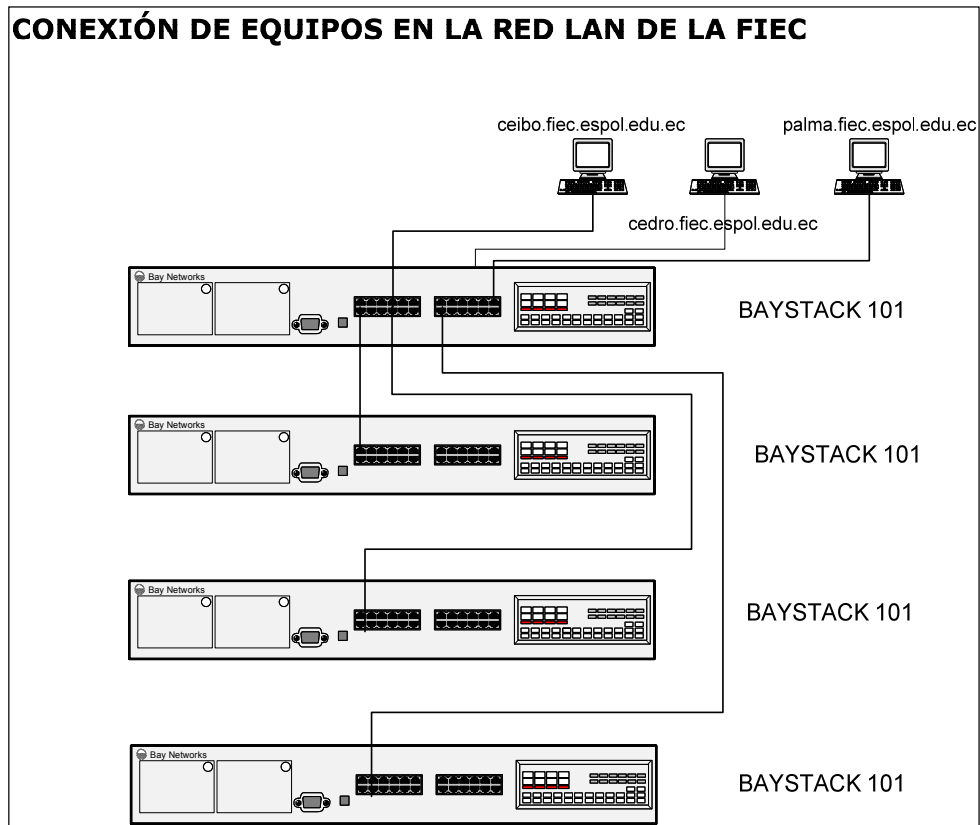 CONEXIÓN DE EQUIPOS EN LA RED LAN DE LA FIEC
ceibo.fiec.espol.edu.ec
palma.fiec.espol.edu.ec
cedro.fiec.espol.edu.ec
Bay Networks
BAYSTACK 101
Bay Networks
BAYSTACK 101
Bay Networks
BAYSTACK 101
Bay Networks
BAYSTACK 101